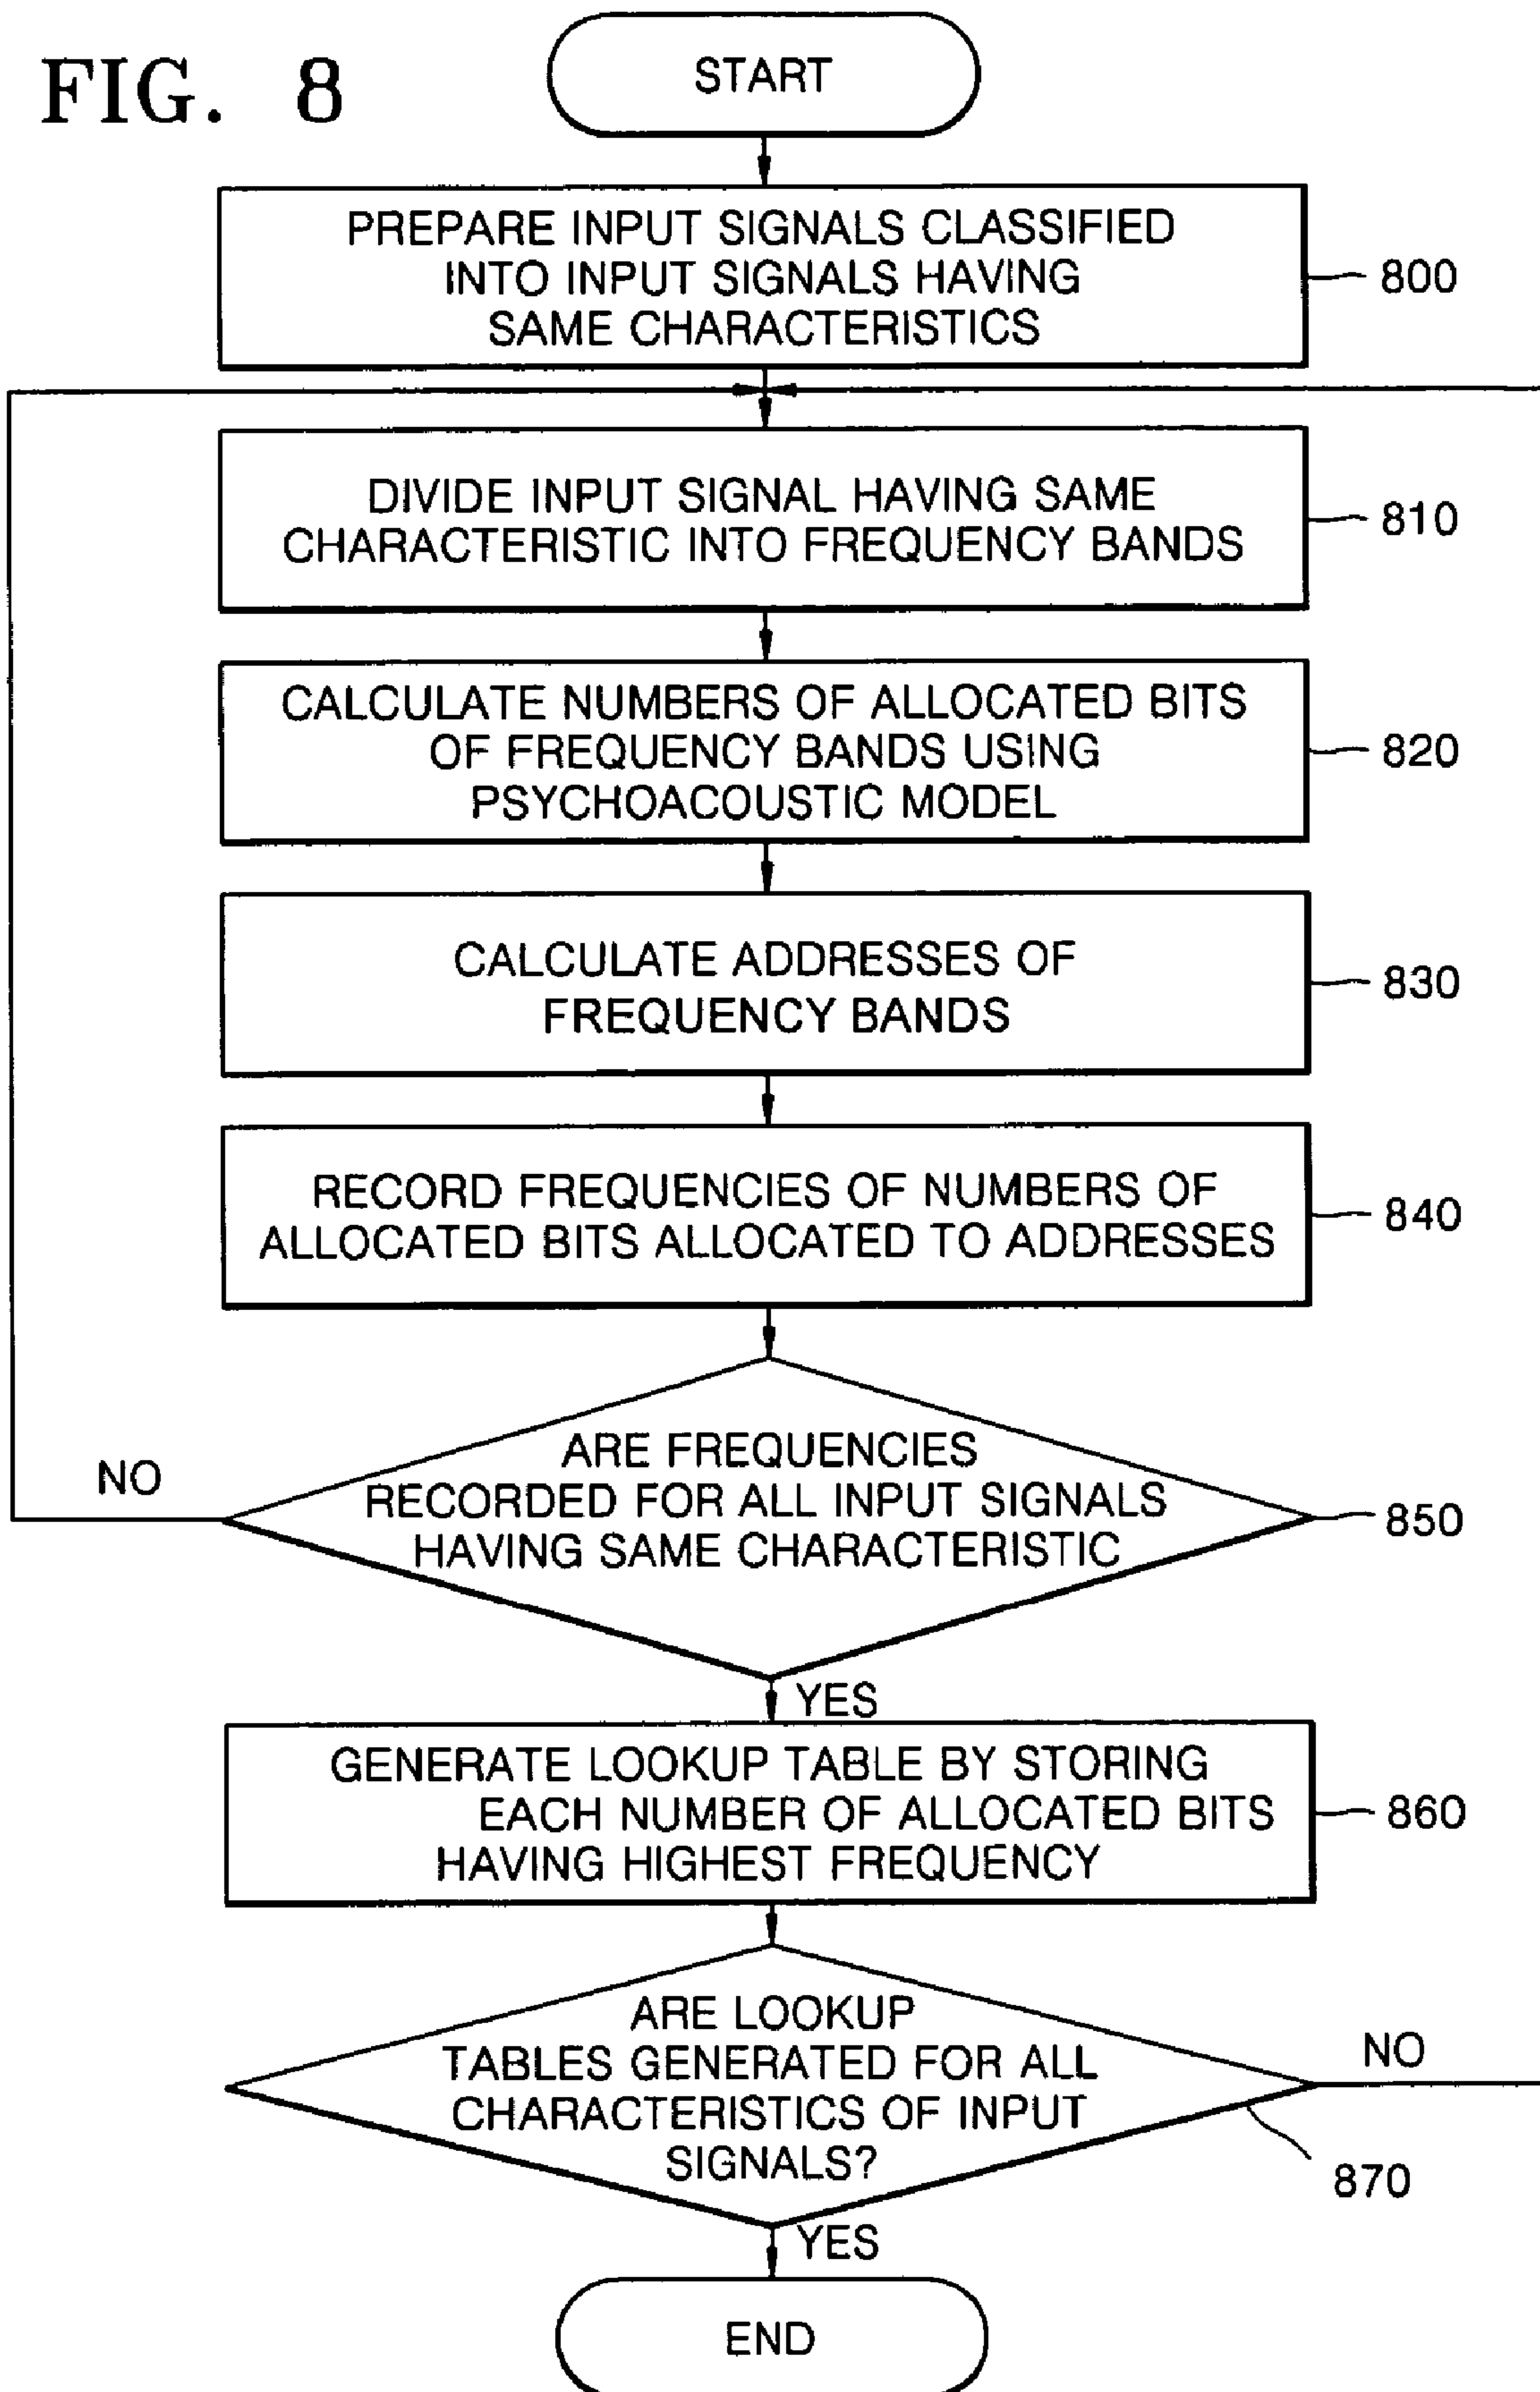 FIG. 8
START
PREPARE INPUT SIGNALS CLASSIFIED
INTO INPUT SIGNALS HAVING
SAME CHARACTERISTICS
800
DIVIDE INPUT SIGNAL HAVING SAME
CHARACTERISTIC INTO FREQUENCY BANDS
810
CALCULATE NUMBERS OF ALLOCATED BITS
OF FREQUENCY BANDS USING
PSYCHOACOUSTIC MODEL
820
CALCULATE ADDRESSES OF
FREQUENCY BANDS
830
RECORD FREQUENCIES OF NUMBERS OF
ALLOCATED BITS ALLOCATED TO ADDRESSES
840
ARE FREQUENCIES
RECORDED FOR ALL INPUT SIGNALS
HAVING SAME CHARACTERISTIC
NO
850
YES
GENERATE LOOKUP TABLE BY STORING
EACH NUMBER OF ALLOCATED BITS
HAVING HIGHEST FREQUENCY
860
ARE LOOKUP
TABLES GENERATED FOR ALL
CHARACTERISTICS OF INPUT
SIGNALS?
NO
870
YES
END